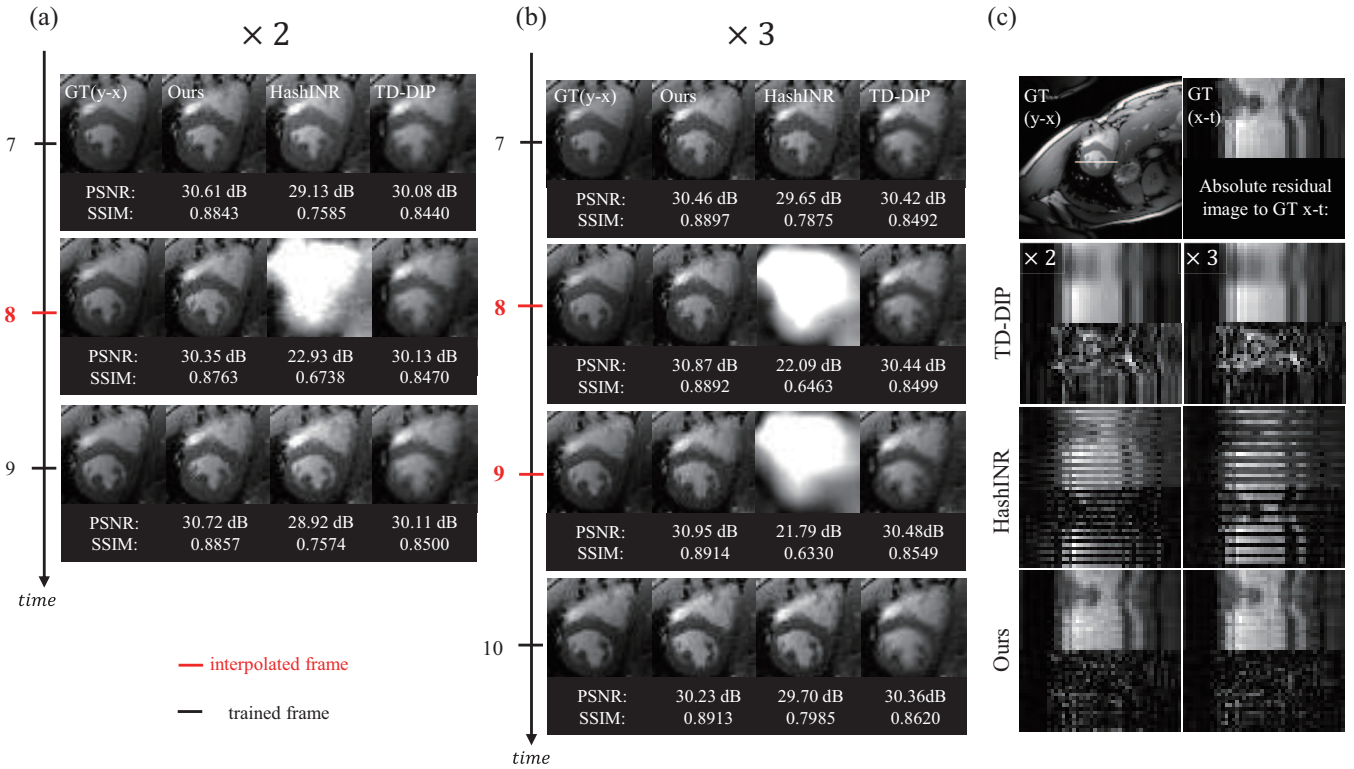 (a)
× 2
GT(y-x) Ours HashINR TD-DIP
7
PSNR: 30.61 dB 29.13 dB 30.08 dB
SSIM: 0.8843 0.7585 0.8440
8
PSNR: 30.35 dB 22.93 dB 30.13 dB
SSIM: 0.8763 0.6738 0.8470
9
PSNR: 30.72 dB 28.92 dB 30.11 dB
SSIM: 0.8857 0.7574 0.8500
time
interpolated frame
trained frame
(b)
× 3
GT(y-x) Ours HashINR TD-DIP
7
PSNR: 30.46 dB 29.65 dB 30.42 dB
SSIM: 0.8897 0.7875 0.8492
8
PSNR: 30.87 dB 22.09 dB 30.44 dB
SSIM: 0.8892 0.6463 0.8499
9
PSNR: 30.95 dB 21.79 dB 30.48dB
SSIM: 0.8914 0.6330 0.8549
10
PSNR: 30.23 dB 29.70 dB 30.36dB
SSIM: 0.8913 0.7985 0.8620
time
(c)
GT
(y-x)
GT
(x-t)
Absolute residual
image to GT x-t:
× 2 × 3
TD-DIP
HashINR
Ours